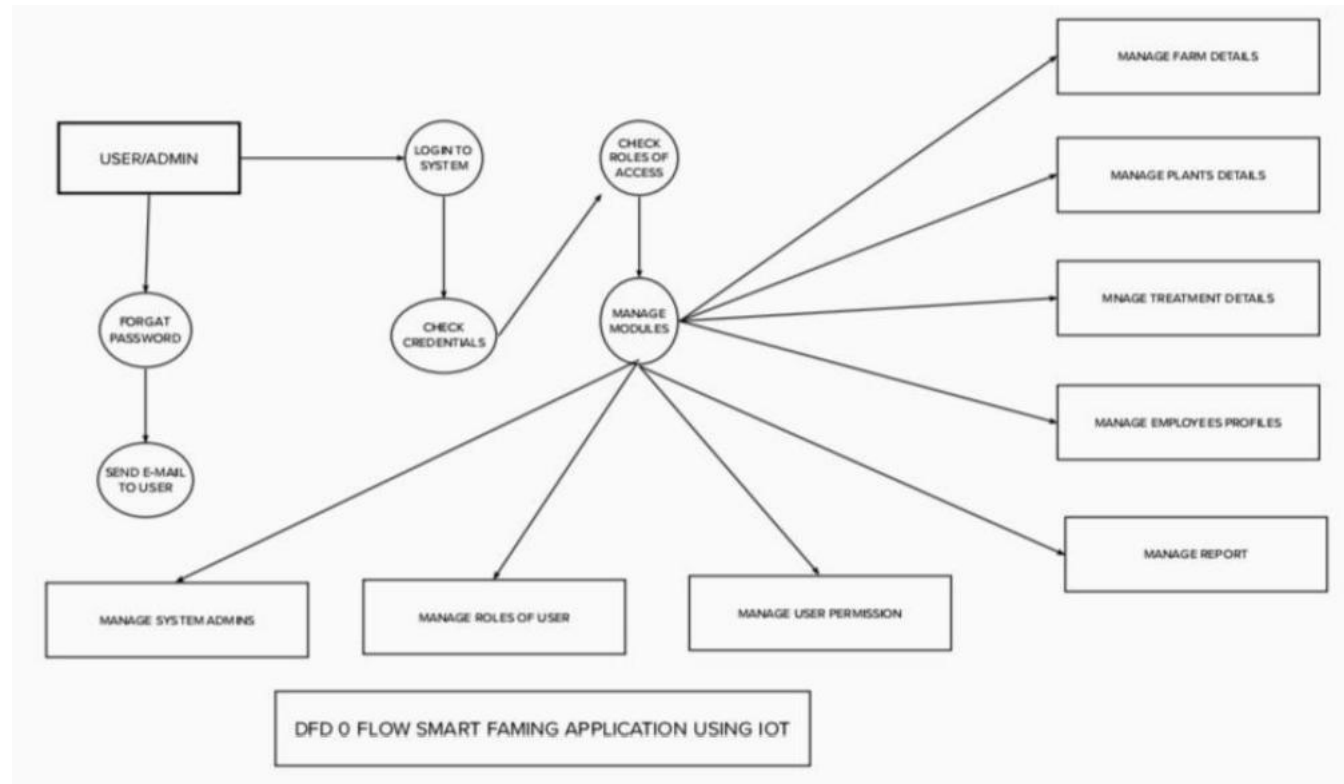 MANAGE FARM DETAILS
USER/ADMIN
LOGIN TO
SYSTEM
CHECK
ROLES OF
ACCESS
MANAGE PLANTS DETAILS
FORGAT
PASSWORD
CHECK
CREDENTIALS
MANAGE
MODULES
MNAGE TREATMENT DETAILS
MANAGE EMPLOYEES PROFILES
SEND E-MAIL
TO USER
MANAGE REPORT
MANAGE SYSTEM ADMINS
MANAGE ROLES OF USER
MANAGE USER PERMISSION
DFD 0 FLOW SMART FAMING APPLICATION USING IOT